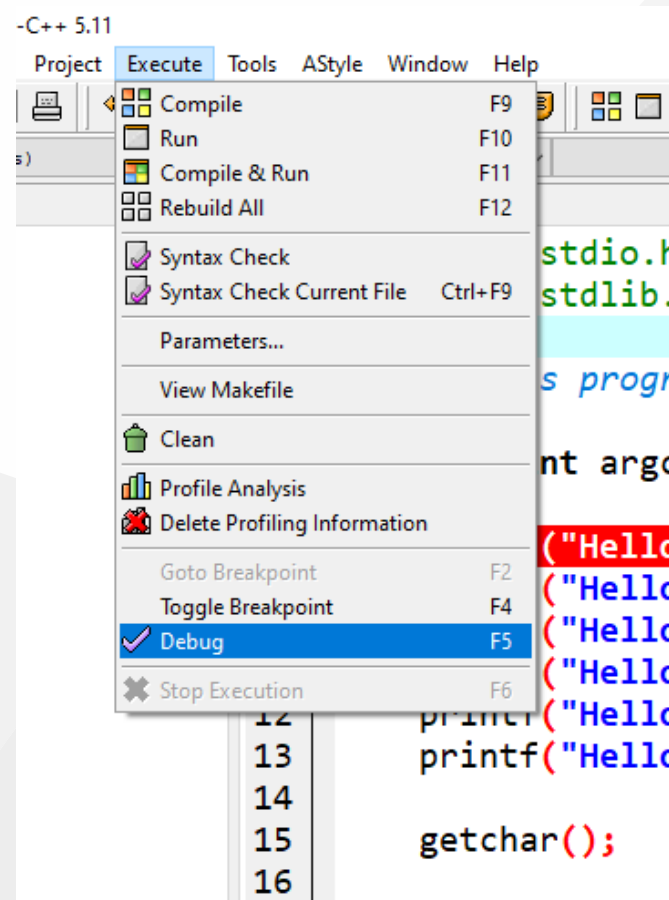 -C++ 5.11
Project Execute Tools AStyle Window Help
Compile F9
Run F10
s)
Compile & Run F11
Rebuild All F12
Syntax Check
stdio.h
Syntax Check Current File Ctrl+F9
stdlib.
Parameters...
View Makefile
s progr
Clean
nt argc
Profile Analysis
Delete Profiling Information
("Hello
Goto Breakpoint F2
("Hello
Toggle Breakpoint F4
Debug F5
("Hello
("Hello
Stop Execution F6
12 printf("Hello
13 printf("Hello
14
15 getchar();
16